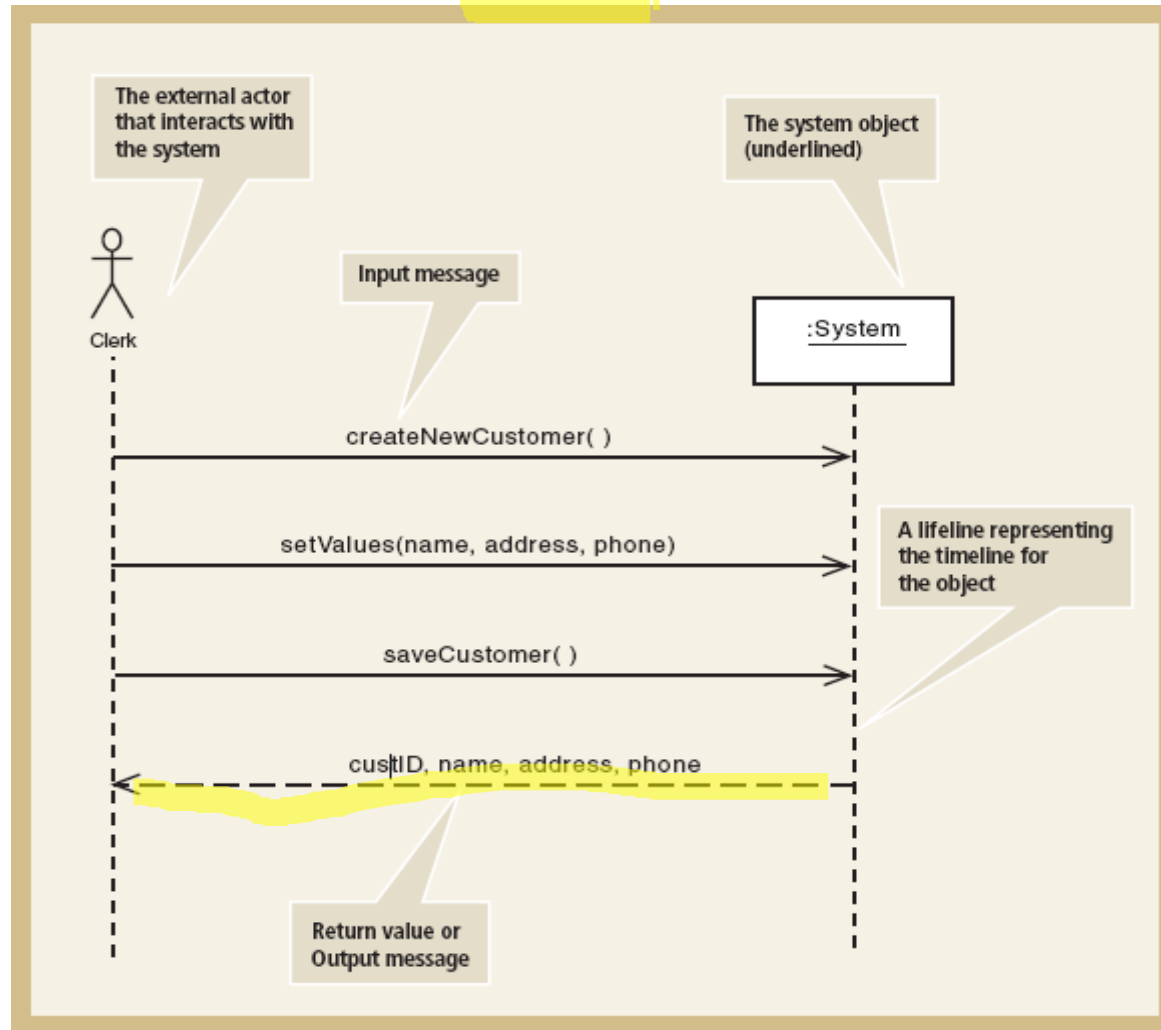 The external actor
that interacts with
the system
The system object
(underlined)
Input message
:System
Clerk
createNewCustomer( )
A lifeline representing
the timeline for
the object
setValues(name, address, phone)
saveCustomer( )
custID, name, address, phone
Return value or
Output message